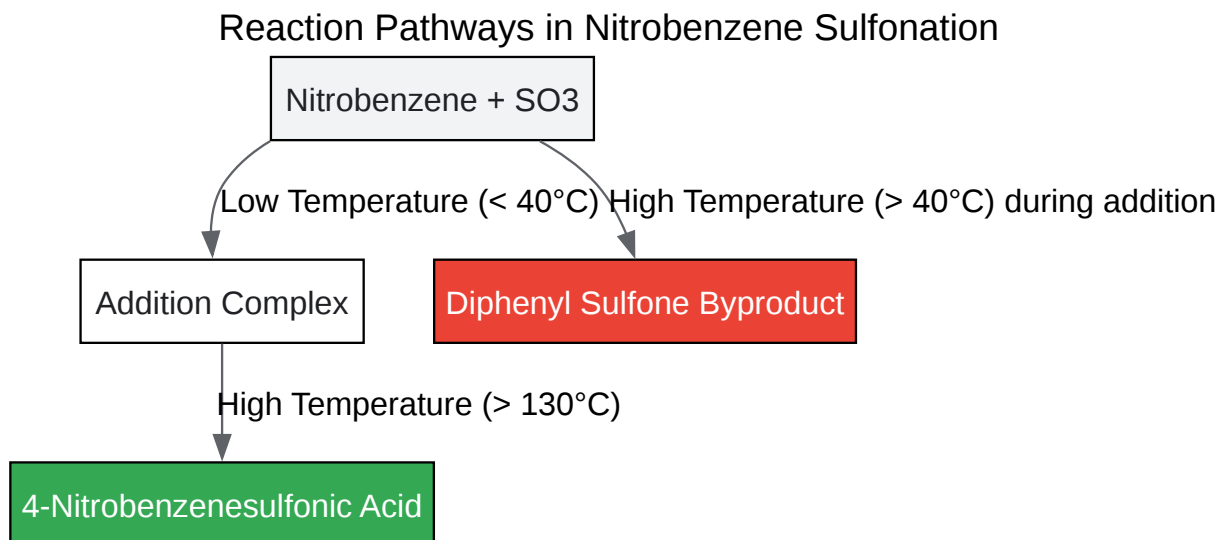 Reaction Pathways in Nitrobenzene Sulfonation
Nitrobenzene + SO3
Low Temperature (< 40°C)
High Temperature (> 40°C) during addition
Addition Complex
Diphenyl Sulfone Byproduct
High Temperature (> 130°C)
4-Nitrobenzenesulfonic Acid